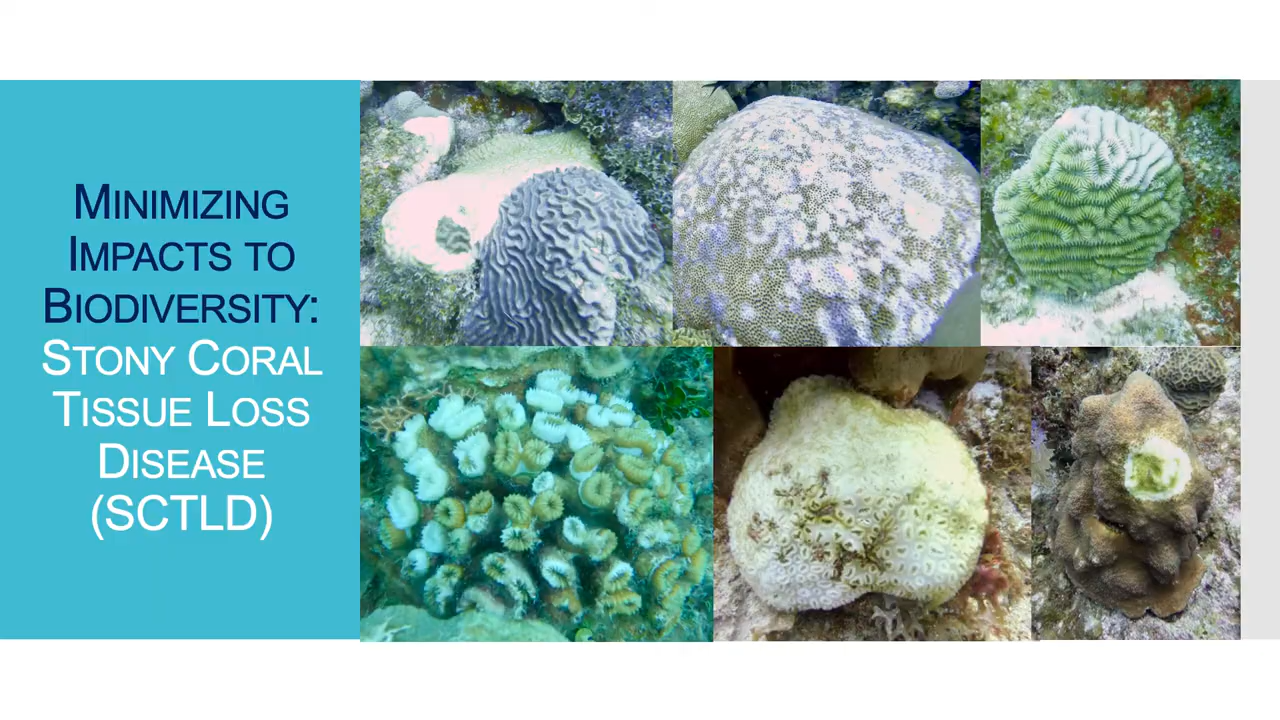 Minimizing
Impacts to
Biodiversity:
Stony Coral
Tissue Loss
Disease
(SCTLD)